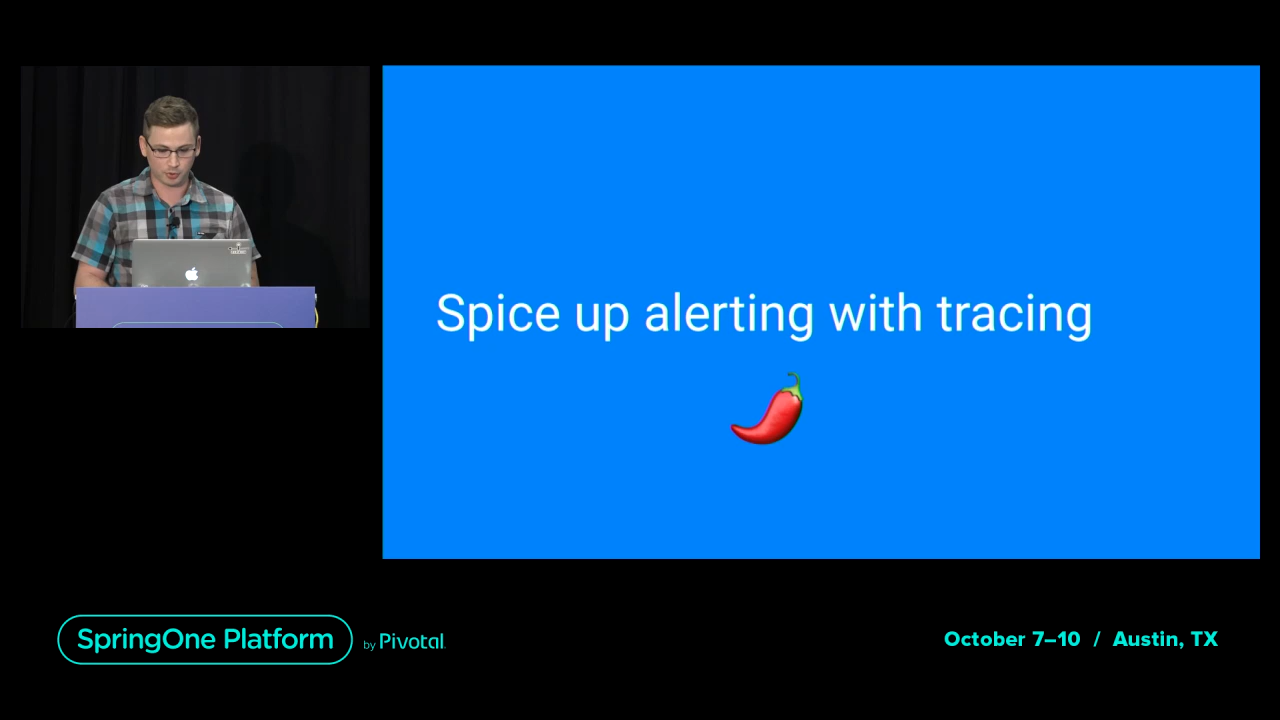 Spice up alerting with tracing
SpringOne Platform by Pivotal.
October 7–10 / Austin, TX